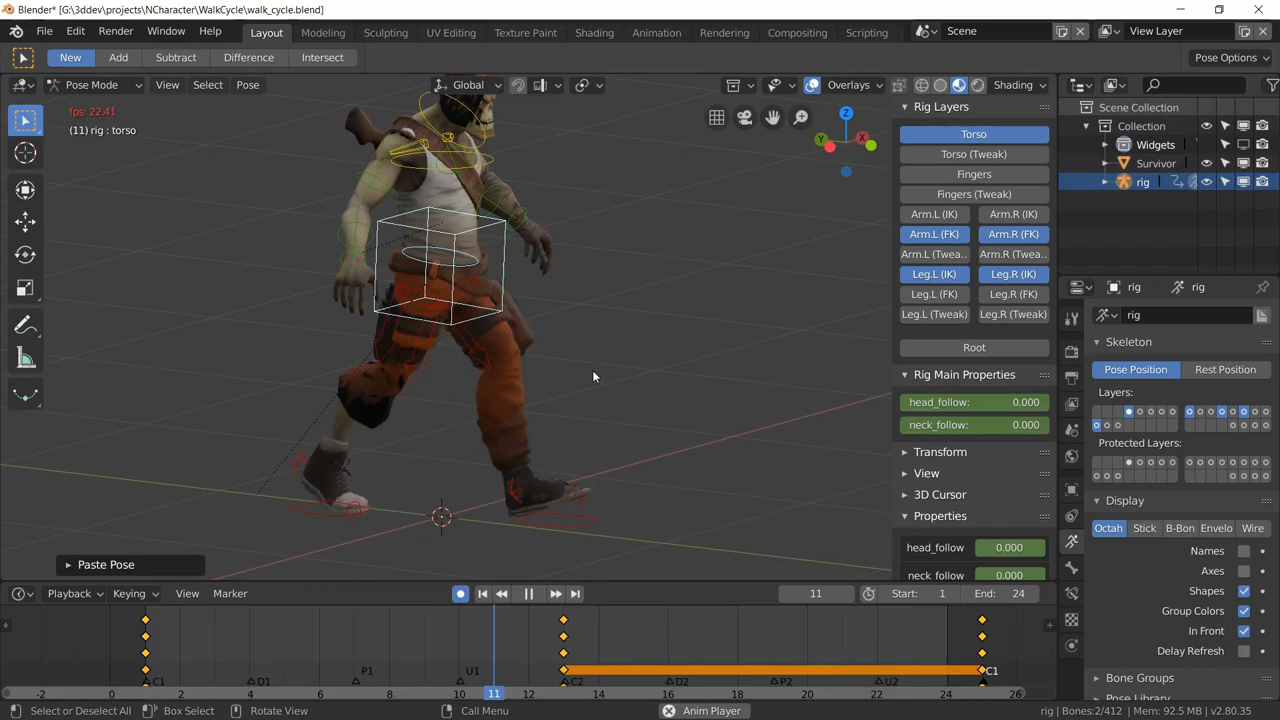 Blender* [G:\3ddev\projects\NCharacter\WalkCycle\walk_cycle.blend]
File Edit Render Window Help Layout Modeling Sculpting UV Editing Texture Paint Shading Animation Rendering Compositing Scripting Scene View Layer
New Add Subtract Difference Intersect Pose Options
Pose Mode View Select Pose Global Overlays Shading
fps: 22.41
(11) rig : torso
Z
Y X
Rig Layers
Torso
Torso (Tweak)
Fingers
Fingers (Tweak)
Arm.L (IK) Arm.R (IK)
Arm.L (FK) Arm.R (FK)
Arm.L (Twea.. Arm.R (Twea..
Leg.L (IK) Leg.R (IK)
Leg.L (FK) Leg.R (FK)
Leg.L (Tweak) Leg.R (Tweak)
Root
Rig Main Properties
head_follow: 0.000
neck_follow: 0.000
Transform
View
3D Cursor
Properties
head_follow 0.000
neck_follow 0.000
Scene Collection
Collection
Widgets
Survivor
rig
rig rig
rig
Skeleton
Pose Position Rest Position
Layers:
Protected Layers:
Display
Octah Stick B-Bon Envelo Wire
Names
Axes
Shapes
Group Colors
In Front
Delay Refresh
Bone Groups
Pose Library
Paste Pose
Playback Keying View Marker 11 Start: 1 End: 24
C1 D1 P1 U1 C2 D2 P2 U2 C1
-2 0 2 4 6 8 10 11 14 16 18 20 22 24 26
Select or Deselect All Box Select Rotate View Call Menu Anim Player rig | Bones:2/412 | Mem: 92.5 MB | v2.80.35